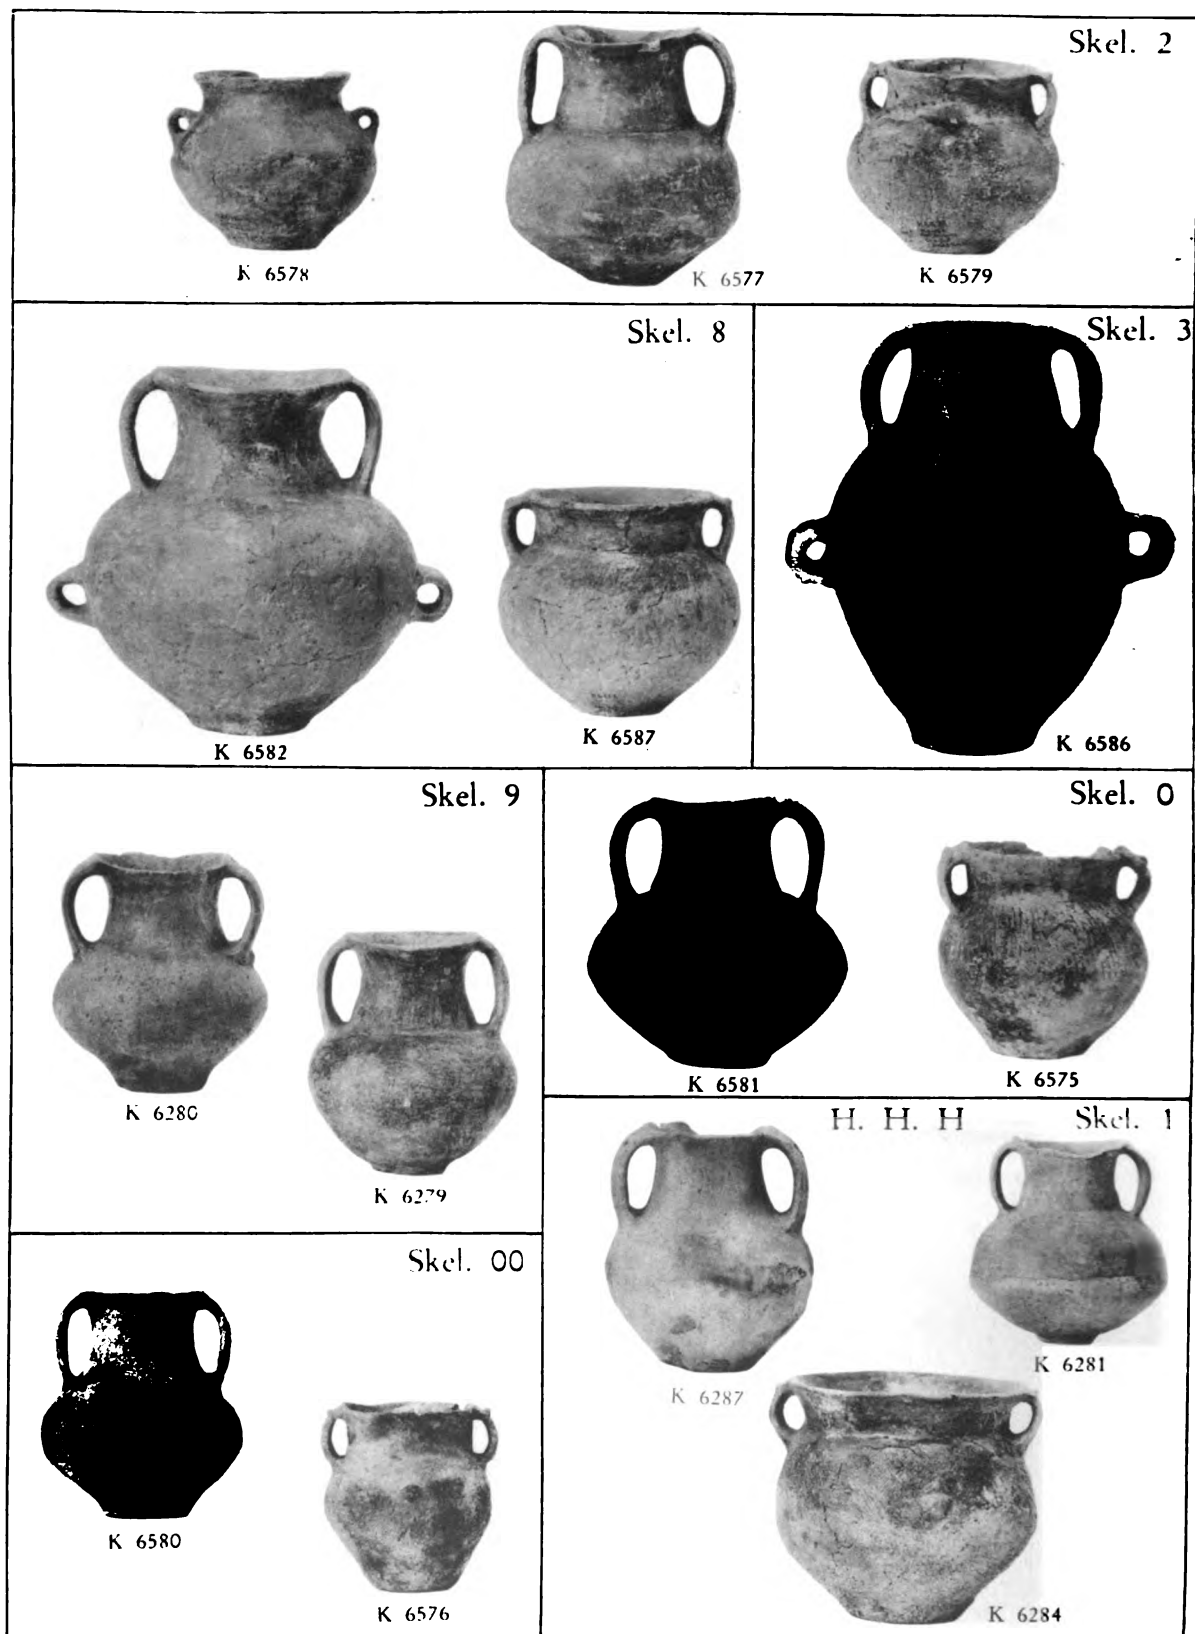 Skel. 2
K 6578
K 6577
K 6579
Skel. 8
K 6582
K 6587
Skel. 3
K 6586
Skel. 9
K 6280
K 6279
Skel. 0
K 6581
K 6575
Skel. 00
K 6580
K 6576
H. H. H Skel. 1
K 6287
K 6281
K 6284